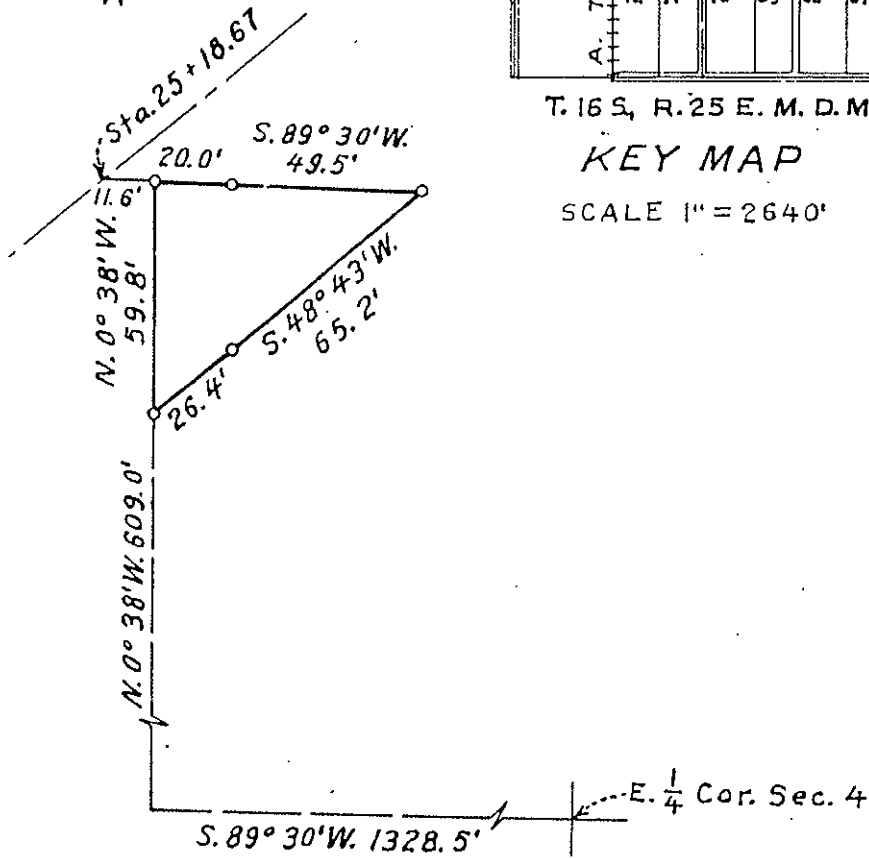 Sta. 25 + 18.67
A. T
T. 16 S, R. 25 E. M. D. M
KEY MAP
SCALE 1" = 2640'
20.0'
S. 89° 30' W.
49.5'
11.6'
N. 0° 38' W.
59.8'
S. 48° 43' W.
65.2'
26.4'
N. 0° 38' W. 609.0'
E. 1/4 Cor. Sec. 4
S. 89° 30' W. 1328.5'